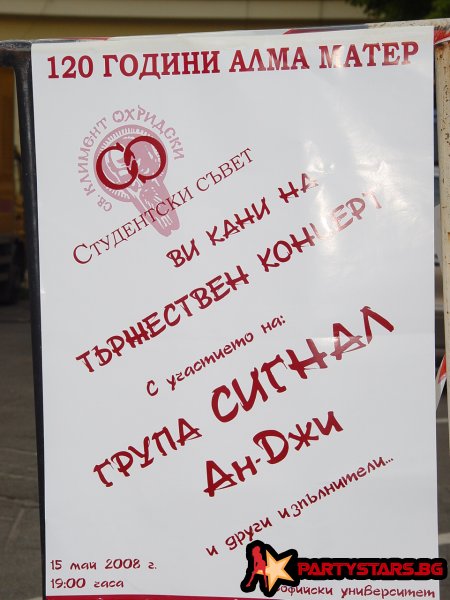 120 ГОДИНИ АЛМА МАТЕР
СВ. КЛИМЕНТ ОХРИДСКИ
СТУДЕНТСКИ СЪВЕТ
ВИ КАНИ НА
ТЪРЖЕСТВЕН КОНЦЕРТ
С участието на:
ГРУПА СИГНАЛ
Ан-Джи
и други изпълнители...
15 май 2008 г.
19:00 часа
университет
PARTYSTARS.BG